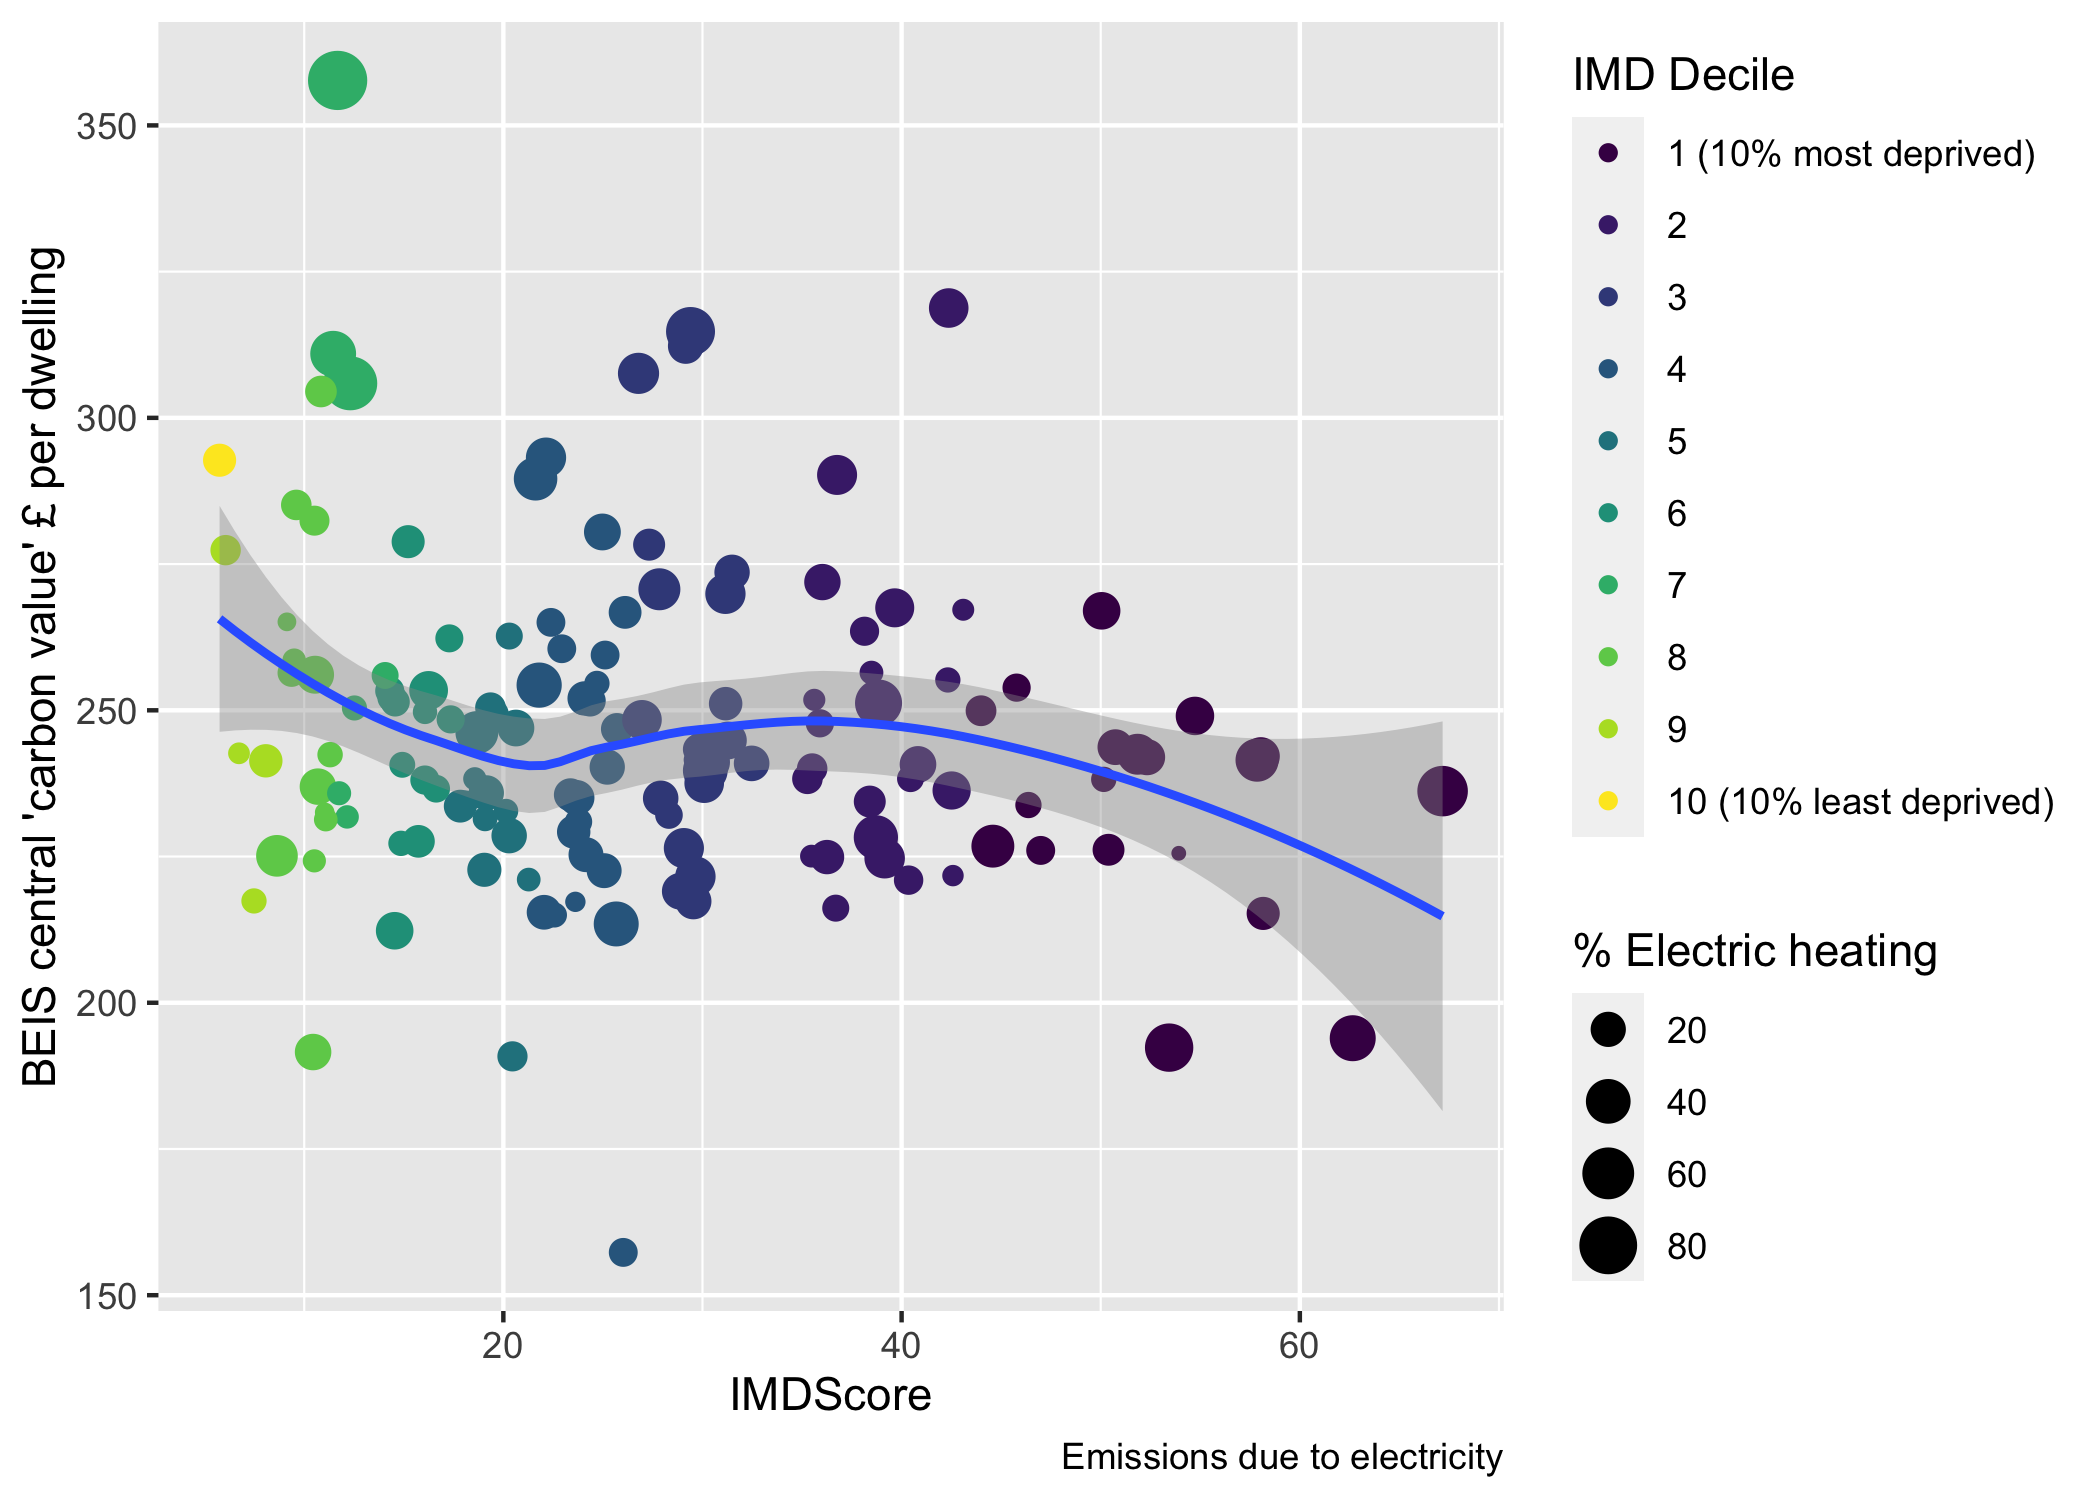 BEIS central 'carbon value' £ per dwelling
350
300
250
200
150
20
40
60
IMDScore
Emissions due to electricity
IMD Decile
1 (10% most deprived)
2
3
4
5
6
7
8
9
10 (10% least deprived)
% Electric heating
20
40
60
80